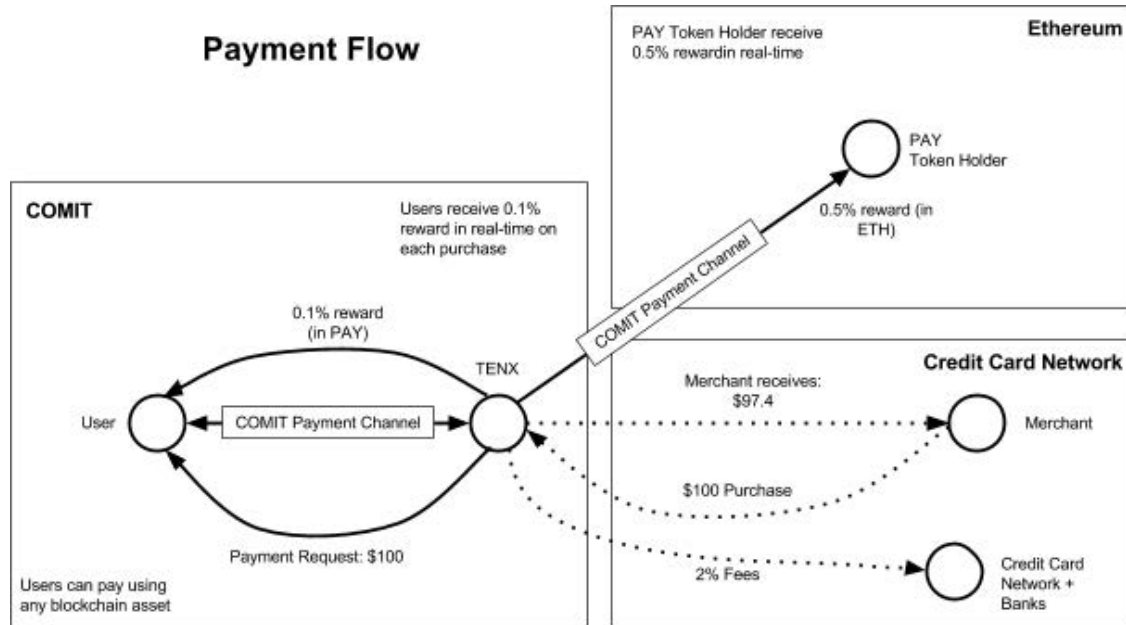 Payment Flow
PAY Token Holder receive
0.5% rewardin real-time
Ethereum
PAY
Token Holder
0.5% reward (in
ETH)
COMIT Payment Channel
COMIT
Users receive 0.1%
reward in real-time on
each purchase
0.1% reward
(in PAY)
TENX
User
COMIT Payment Channel
Payment Request: $100
Users can pay using
any blockchain asset
Credit Card Network
Merchant receives:
$97.4
Merchant
$100 Purchase
2% Fees
Credit Card
Network +
Banks